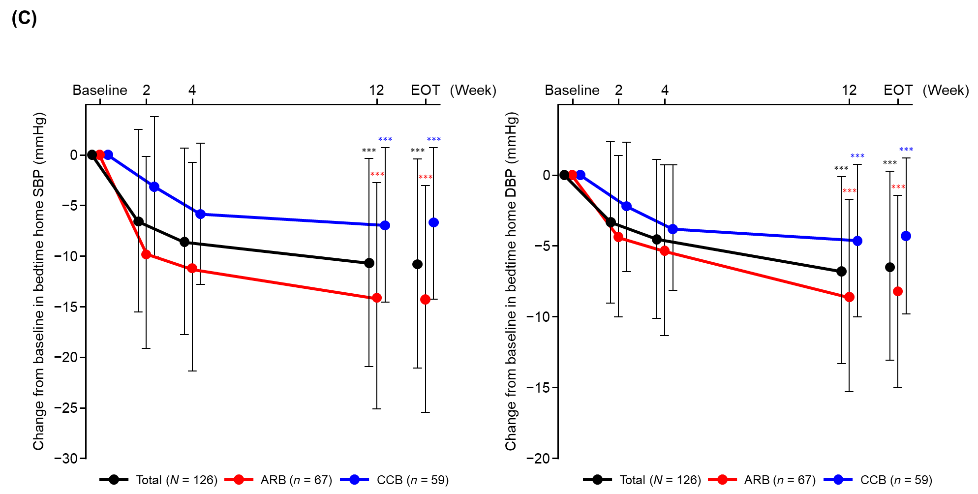 (C)
Baseline 2 4 12 EOT (Week)
Change from baseline in bedtime home SBP (mmHg)
0
−5
−10
−15
−20
−25
−30
*** *** *** ***
*** ***
Total (N = 126) ARB (n = 67) CCB (n = 59)
Baseline 2 4 12 EOT (Week)
Change from baseline in bedtime home DBP (mmHg)
0
−5
−10
−15
−20
*** ***
*** ***
*** ***
Total (N = 126) ARB (n = 67) CCB (n = 59)